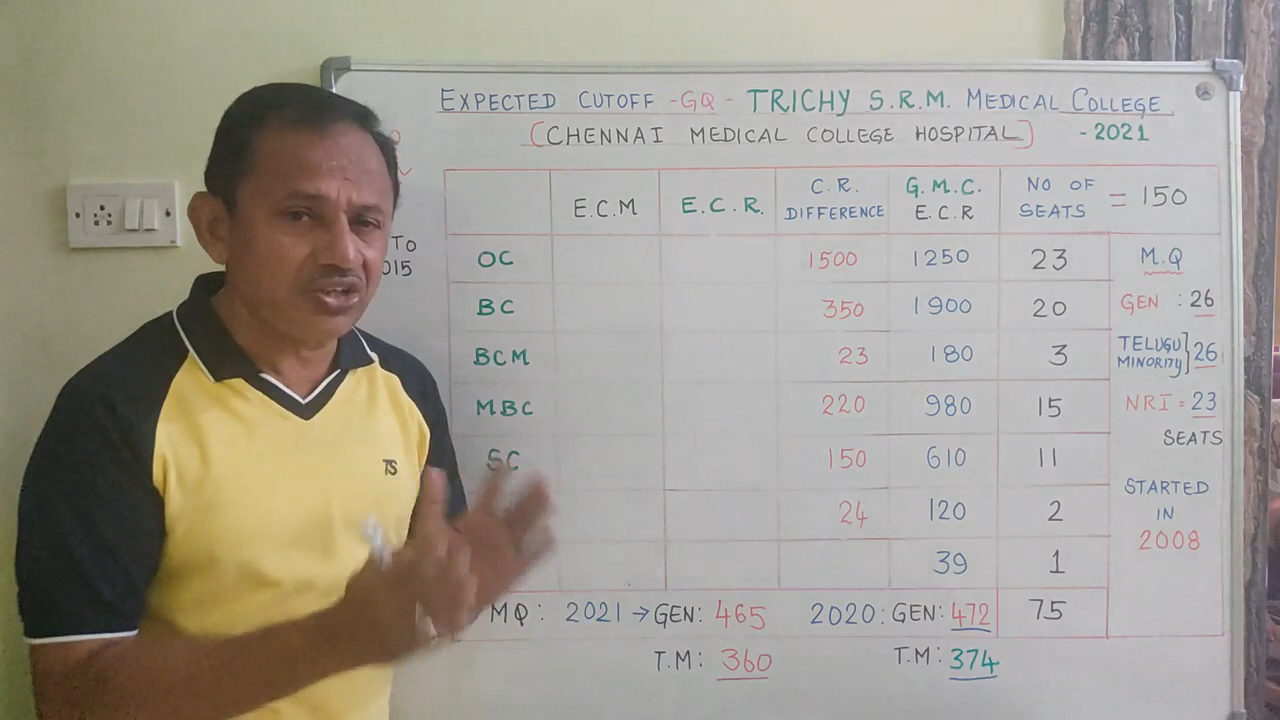 EXPECTED CUTOFF -GQ- TRICHY S.R.M. MEDICAL COLLEGE
[CHENNAI MEDICAL COLLEGE HOSPITAL] - 2021
E.C.M E.C.R. C.R. DIFFERENCE G.M.C. E.C.R NO OF SEATS = 150
TO
015
OC 1500 1250 23
BC 350 1900 20
BCM 23 180 3
MBC 220 980 15
SC 150 610 11
24 120 2
39 1
MQ: 2021 → GEN: 465 2020: GEN: 472 75
T.M: 360 T.M: 374
M.Q
GEN : 26
TELUGU MINORITY} 26
NRI = 23
SEATS
STARTED
IN
2008
TS